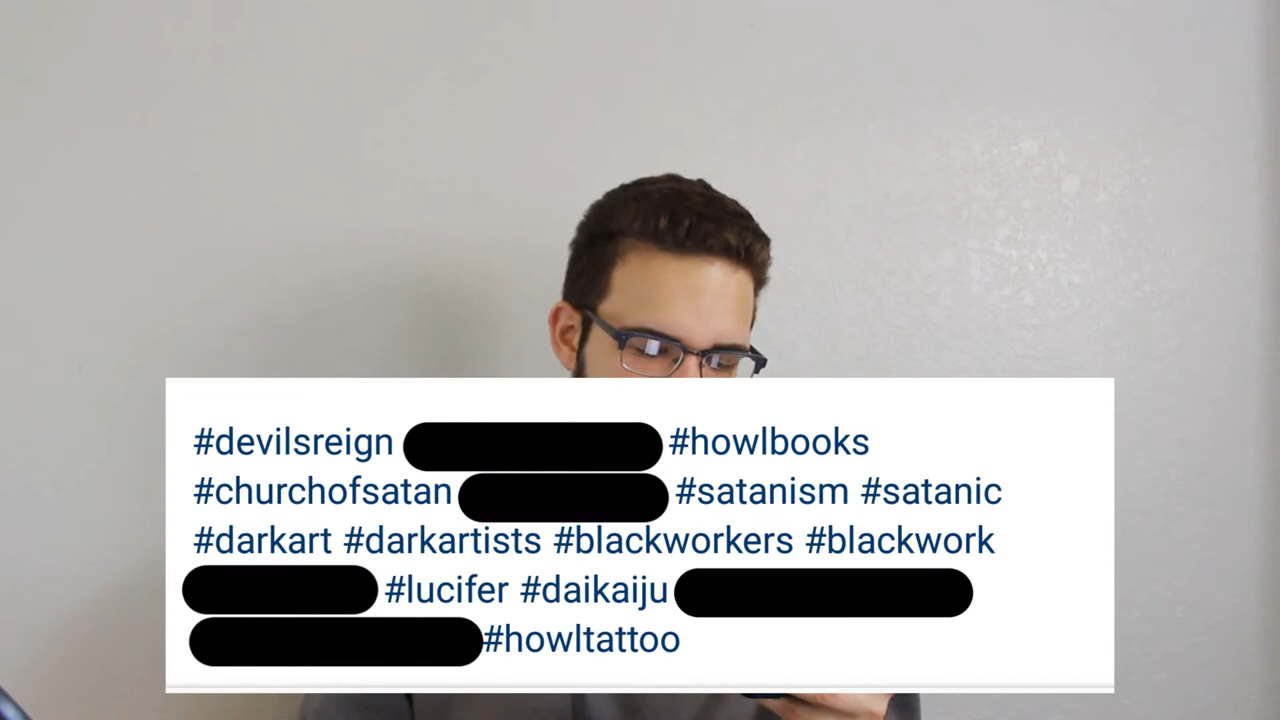 #devilsreign #howlbooks
#churchofsatan #satanism #satanic
#darkart #darkartists #blackworkers #blackwork
#lucifer #daikaiju
#howltattoo